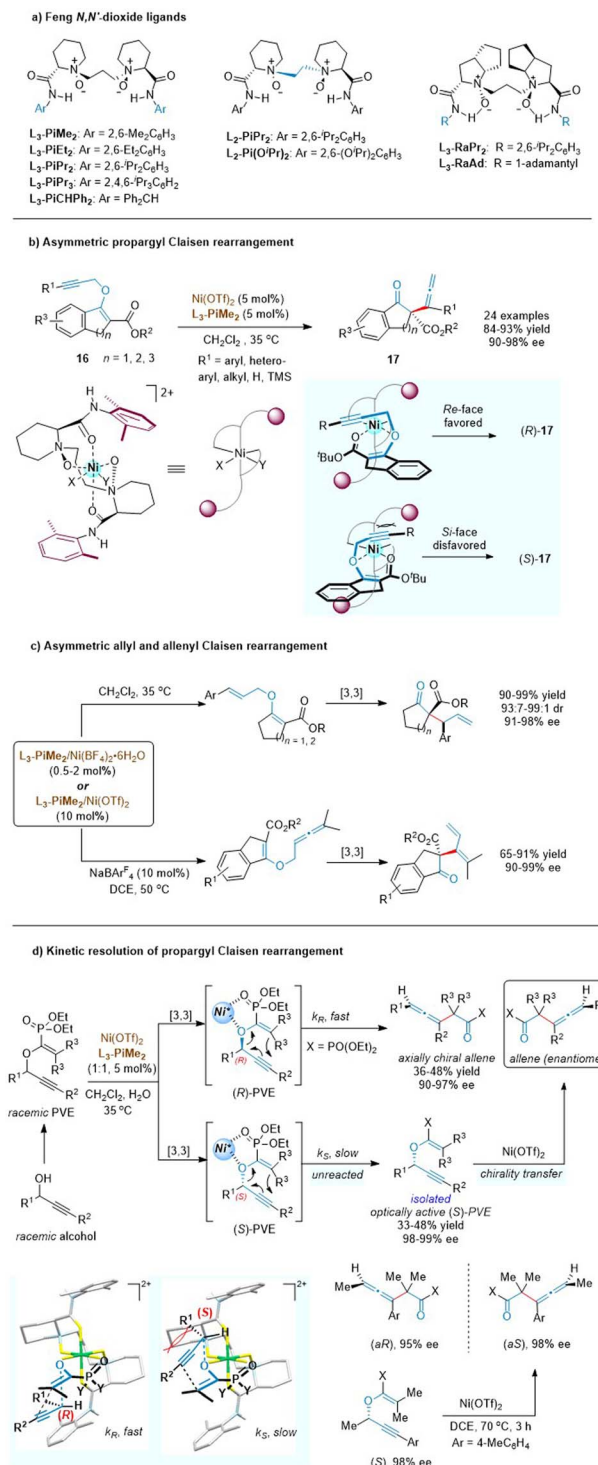 a) Feng N,N'-dioxide ligands
L3-PiMe2: Ar = 2,6-Me2C6H3
L3-PiEt2: Ar = 2,6-Et2C6H3
L3-PiPr2: Ar = 2,6-iPr2C6H3
L3-PiPr3: Ar = 2,4,6-iPr3C6H2
L3-PiCHPh2: Ar = Ph2CH
L2-PiPr2: Ar = 2,6-iPr2C6H3
L2-Pi(OiPr)2: Ar = 2,6-(OiPr)2C6H3
L3-RaPr2: R = 2,6-iPr2C6H3
L3-RaAd: R = 1-adamantyl
b) Asymmetric propargyl Claisen rearrangement
16 n = 1, 2, 3
Ni(OTf)2 (5 mol%)
L3-PiMe2 (5 mol%)
CH2Cl2, 35 ºC
R1 = aryl, hetero-
aryl, alkyl, H, TMS
17
24 examples
84-93% yield
90-98% ee
2+
Ni
X
Y
≡
Ni
X
Y
Re-face
favored
(R)-17
Si-face
disfavored
(S)-17
c) Asymmetric allyl and allenyl Claisen rearrangement
CH2Cl2, 35 ºC
L3-PiMe2/Ni(BF4)2•6H2O
(0.5-2 mol%)
or
L3-PiMe2/Ni(OTf)2
(10 mol%)
NaBArF4 (10 mol%)
DCE, 50 ºC
n = 1, 2
[3,3]
90-99% yield
93:7-99:1 dr
91-98% ee
[3,3]
65-91% yield
90-99% ee
d) Kinetic resolution of propargyl Claisen rearrangement
racemic PVE
racemic alcohol
Ni(OTf)2
L3-PiMe2
(1:1, 5 mol%)
CH2Cl2, H2O
35 ºC
[3,3]
(R)-PVE
kR, fast
X = PO(OEt)2
axially chiral allene
36-48% yield
90-97% ee
allene (enantiome
[3,3]
(S)-PVE
kS, slow
unreacted
isolated
optically active (S)-PVE
33-48% yield
98-99% ee
Ni(OTf)2
chirality transfer
2+
(R)
kR, fast
2+
(S)
kS, slow
(aR), 95% ee
(aS), 98% ee
(S), 98% ee
Ni(OTf)2
DCE, 70 ºC, 3 h
Ar = 4-MeC6H4